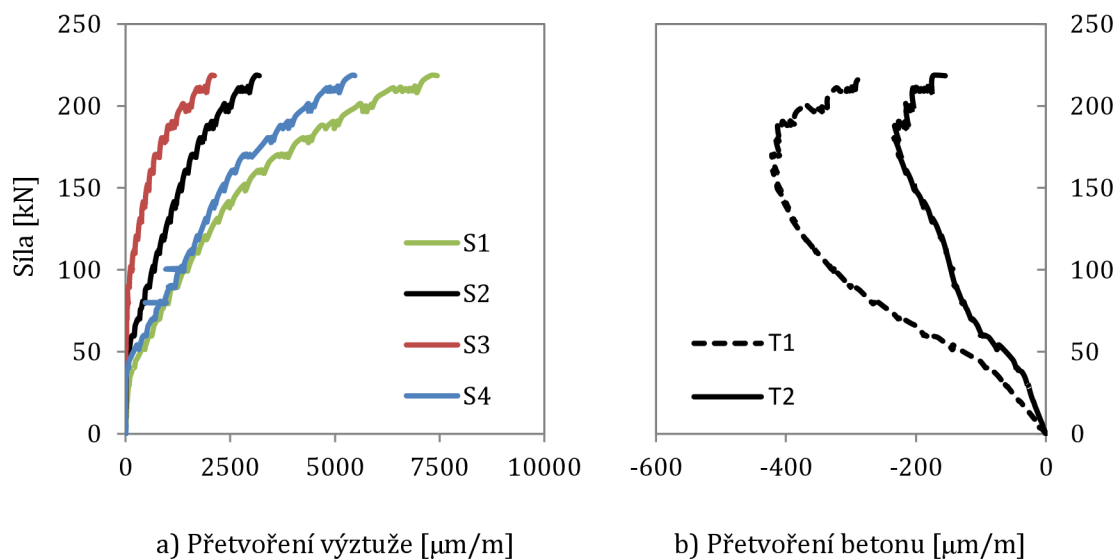 250
200
150
100
50
0
Síla [kN]
0 2500 5000 7500 10000
S1
S2
S3
S4
a) Přetvoření výztuže [μm/m]
250
200
150
100
50
0
-600 -400 -200 0
T1
T2
b) Přetvoření betonu [μm/m]